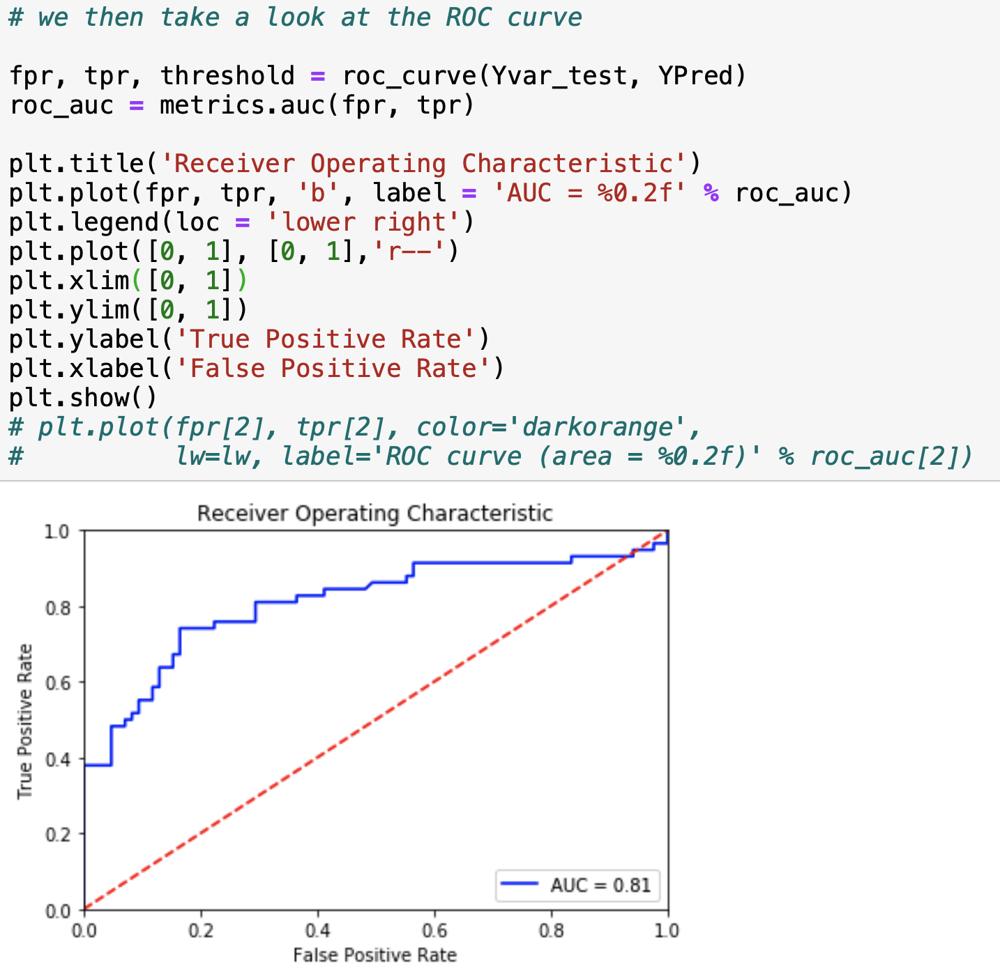 # we then take a look at the ROC curve
fpr, tpr, threshold = roc_curve(Yvar_test, YPred)
roc_auc = metrics.auc(fpr, tpr)
plt.title('Receiver Operating Characteristic')
plt.plot(fpr, tpr, 'b', label = 'AUC = %0.2f' % roc_auc)
plt.legend(loc = 'lower right')
plt.plot([0, 1], [0, 1],'r--')
plt.xlim([0, 1])
plt.ylim([0, 1])
plt.ylabel('True Positive Rate')
plt.xlabel('False Positive Rate')
plt.show()
# plt.plot(fpr[2], tpr[2], color='darkorange',
#          lw=lw, label='ROC curve (area = %0.2f)' % roc_auc[2])
Receiver Operating Characteristic
1.0
0.8
0.6
0.4
0.2
0.0
True Positive Rate
AUC = 0.81
0.0 0.2 0.4 0.6 0.8 1.0
False Positive Rate